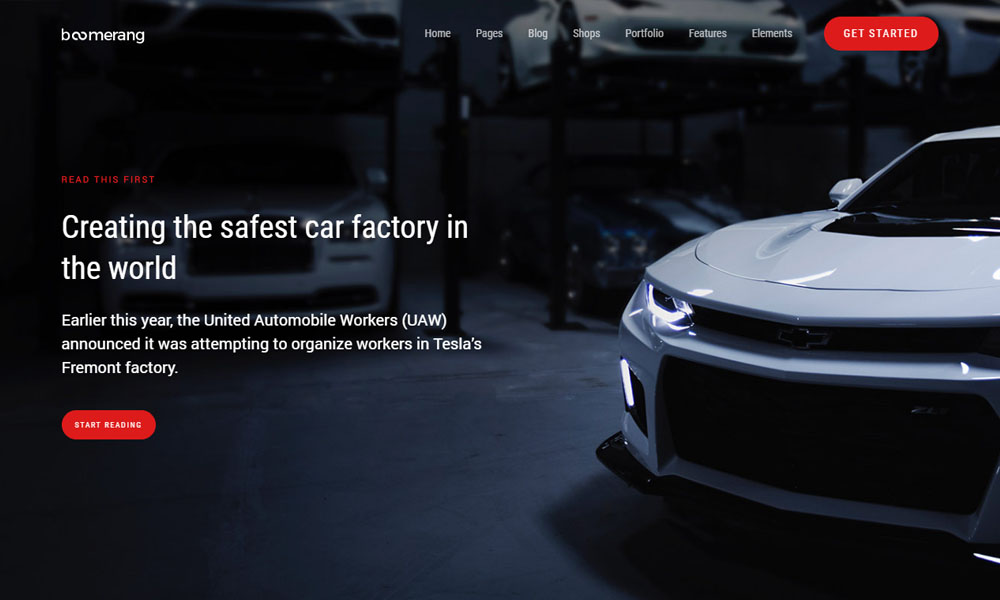 boomerang
Home Pages Blog Shops Portfolio Features Elements GET STARTED
READ THIS FIRST
Creating the safest car factory in
the world
Earlier this year, the United Automobile Workers (UAW)
announced it was attempting to organize workers in Tesla’s
Fremont factory.
START READING
ZL1